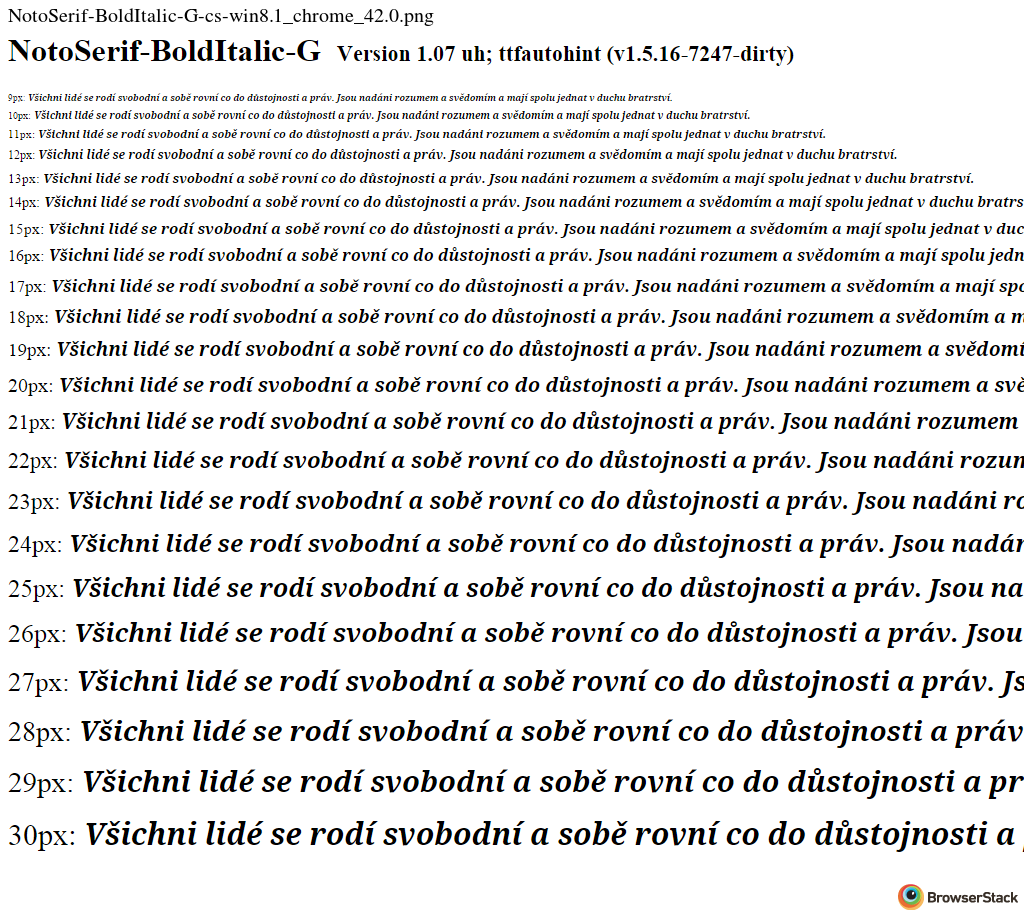 NotoSerif-BoldItalic-G-cs-win8.1_chrome_42.0.png
NotoSerif-BoldItalic-G Version 1.07 uh; ttfautohint (v1.5.16-7247-dirty)
9px: Všichni lidé se rodí svobodní a sobě rovní co do důstojnosti a práv. Jsou nadáni rozumem a svědomím a mají spolu jednat v duchu bratrství.
10px: Všichni lidé se rodí svobodní a sobě rovní co do důstojnosti a práv. Jsou nadáni rozumem a svědomím a mají spolu jednat v duchu bratrství.
11px: Všichni lidé se rodí svobodní a sobě rovní co do důstojnosti a práv. Jsou nadáni rozumem a svědomím a mají spolu jednat v duchu bratrství.
12px: Všichni lidé se rodí svobodní a sobě rovní co do důstojnosti a práv. Jsou nadáni rozumem a svědomím a mají spolu jednat v duchu bratrství.
13px: Všichni lidé se rodí svobodní a sobě rovní co do důstojnosti a práv. Jsou nadáni rozumem a svědomím a mají spolu jednat v duchu bratrství.
14px: Všichni lidé se rodí svobodní a sobě rovní co do důstojnosti a práv. Jsou nadáni rozumem a svědomím a mají spolu jednat v duchu bratrs
15px: Všichni lidé se rodí svobodní a sobě rovní co do důstojnosti a práv. Jsou nadáni rozumem a svědomím a mají spolu jednat v duc
16px: Všichni lidé se rodí svobodní a sobě rovní co do důstojnosti a práv. Jsou nadáni rozumem a svědomím a mají spolu jedn
17px: Všichni lidé se rodí svobodní a sobě rovní co do důstojnosti a práv. Jsou nadáni rozumem a svědomím a mají spo
18px: Všichni lidé se rodí svobodní a sobě rovní co do důstojnosti a práv. Jsou nadáni rozumem a svědomím a m
19px: Všichni lidé se rodí svobodní a sobě rovní co do důstojnosti a práv. Jsou nadáni rozumem a svědomí
20px: Všichni lidé se rodí svobodní a sobě rovní co do důstojnosti a práv. Jsou nadáni rozumem a svě
21px: Všichni lidé se rodí svobodní a sobě rovní co do důstojnosti a práv. Jsou nadáni rozumem
22px: Všichni lidé se rodí svobodní a sobě rovní co do důstojnosti a práv. Jsou nadáni rozum
23px: Všichni lidé se rodí svobodní a sobě rovní co do důstojnosti a práv. Jsou nadáni ro
24px: Všichni lidé se rodí svobodní a sobě rovní co do důstojnosti a práv. Jsou nadán
25px: Všichni lidé se rodí svobodní a sobě rovní co do důstojnosti a práv. Jsou na
26px: Všichni lidé se rodí svobodní a sobě rovní co do důstojnosti a práv. Jsou
27px: Všichni lidé se rodí svobodní a sobě rovní co do důstojnosti a práv. Js
28px: Všichni lidé se rodí svobodní a sobě rovní co do důstojnosti a práv
29px: Všichni lidé se rodí svobodní a sobě rovní co do důstojnosti a pr
30px: Všichni lidé se rodí svobodní a sobě rovní co do důstojnosti a
BrowserStack